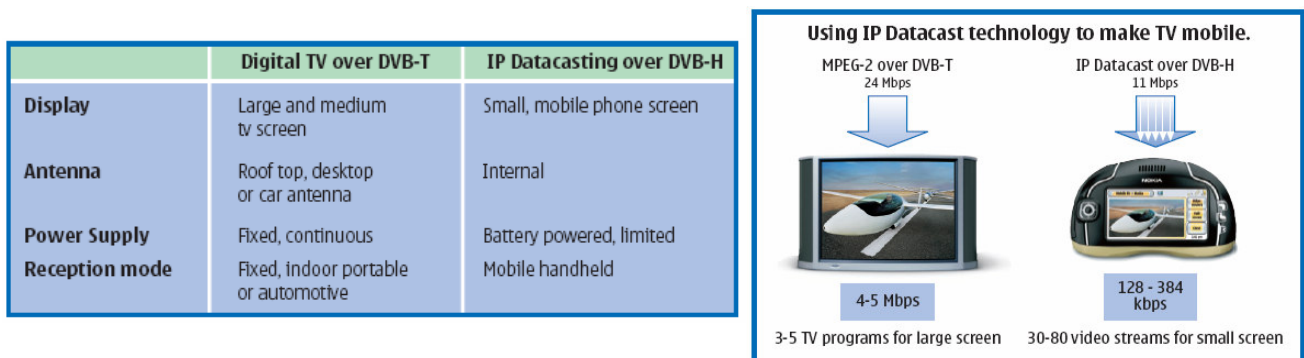 Digital TV over DVB-T IP Datacasting over DVB-H
Display Large and medium Small, mobile phone screen
tv screen
Antenna Roof top, desktop Internal
or car antenna
Power Supply Fixed, continuous Battery powered, limited
Reception mode Fixed, indoor portable Mobile handheld
or automotive
Using IP Datacast technology to make TV mobile.
MPEG-2 over DVB-T IP Datacast over DVB-H
24 Mbps 11 Mbps
NOKIA
4-5 Mbps 128 - 384
kbps
3-5 TV programs for large screen 30-80 video streams for small screen